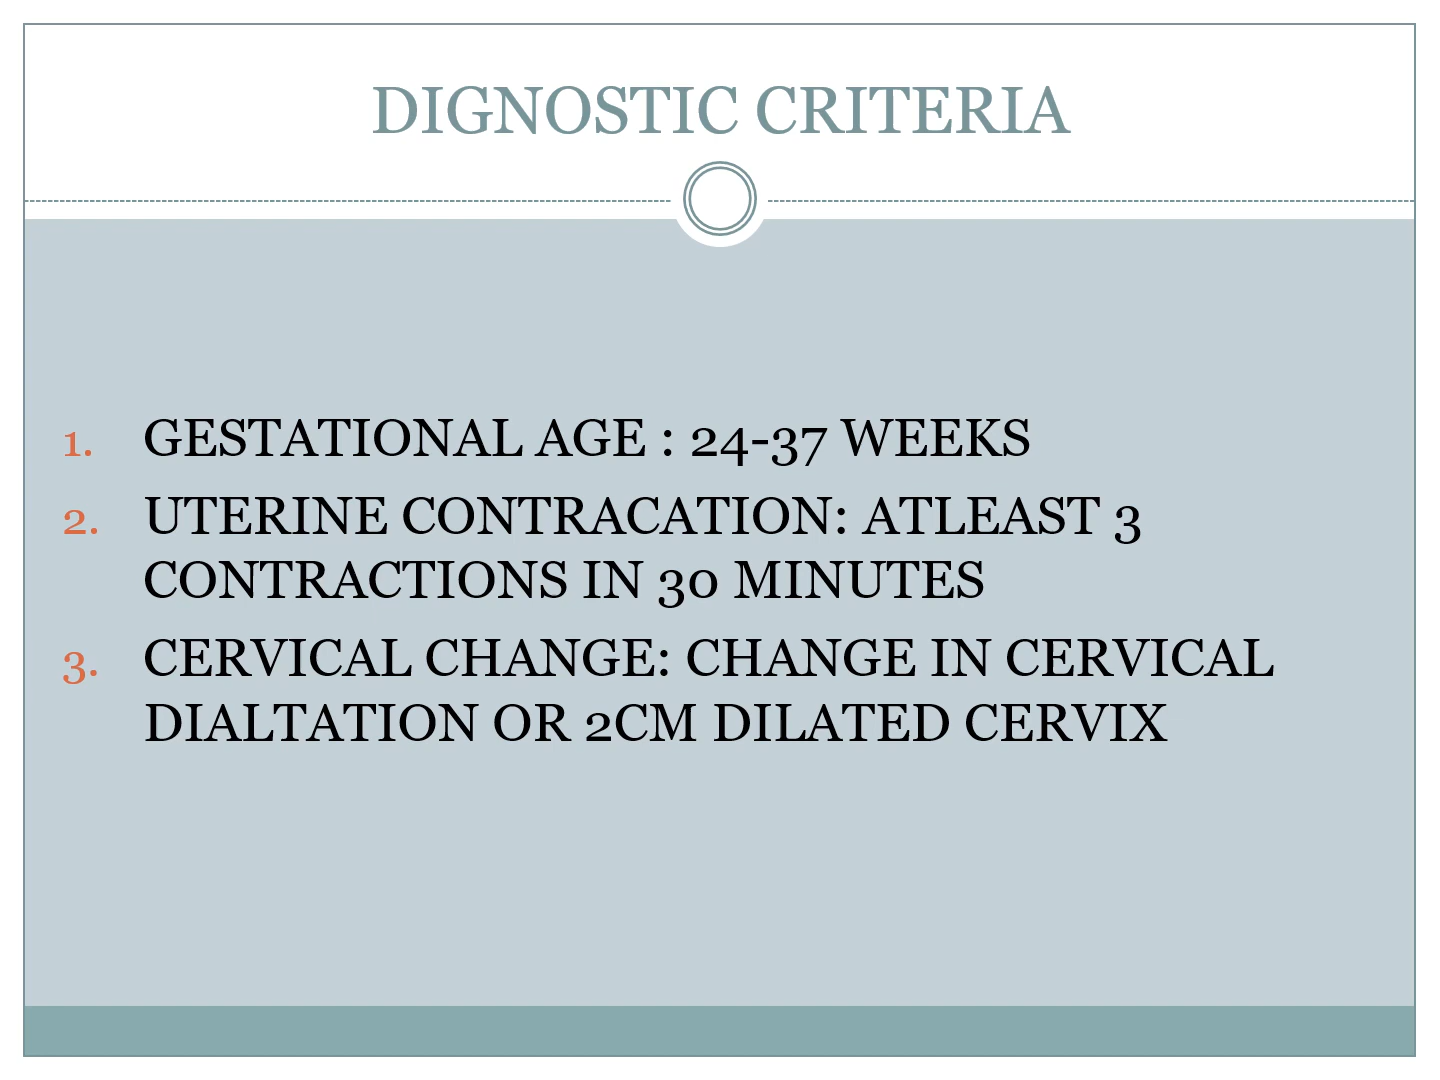 DIGNOSTIC CRITERIA
1. GESTATIONAL AGE : 24-37 WEEKS
2. UTERINE CONTRACATION: ATLEAST 3
CONTRACTIONS IN 30 MINUTES
3. CERVICAL CHANGE: CHANGE IN CERVICAL
DIALTATION OR 2CM DILATED CERVIX